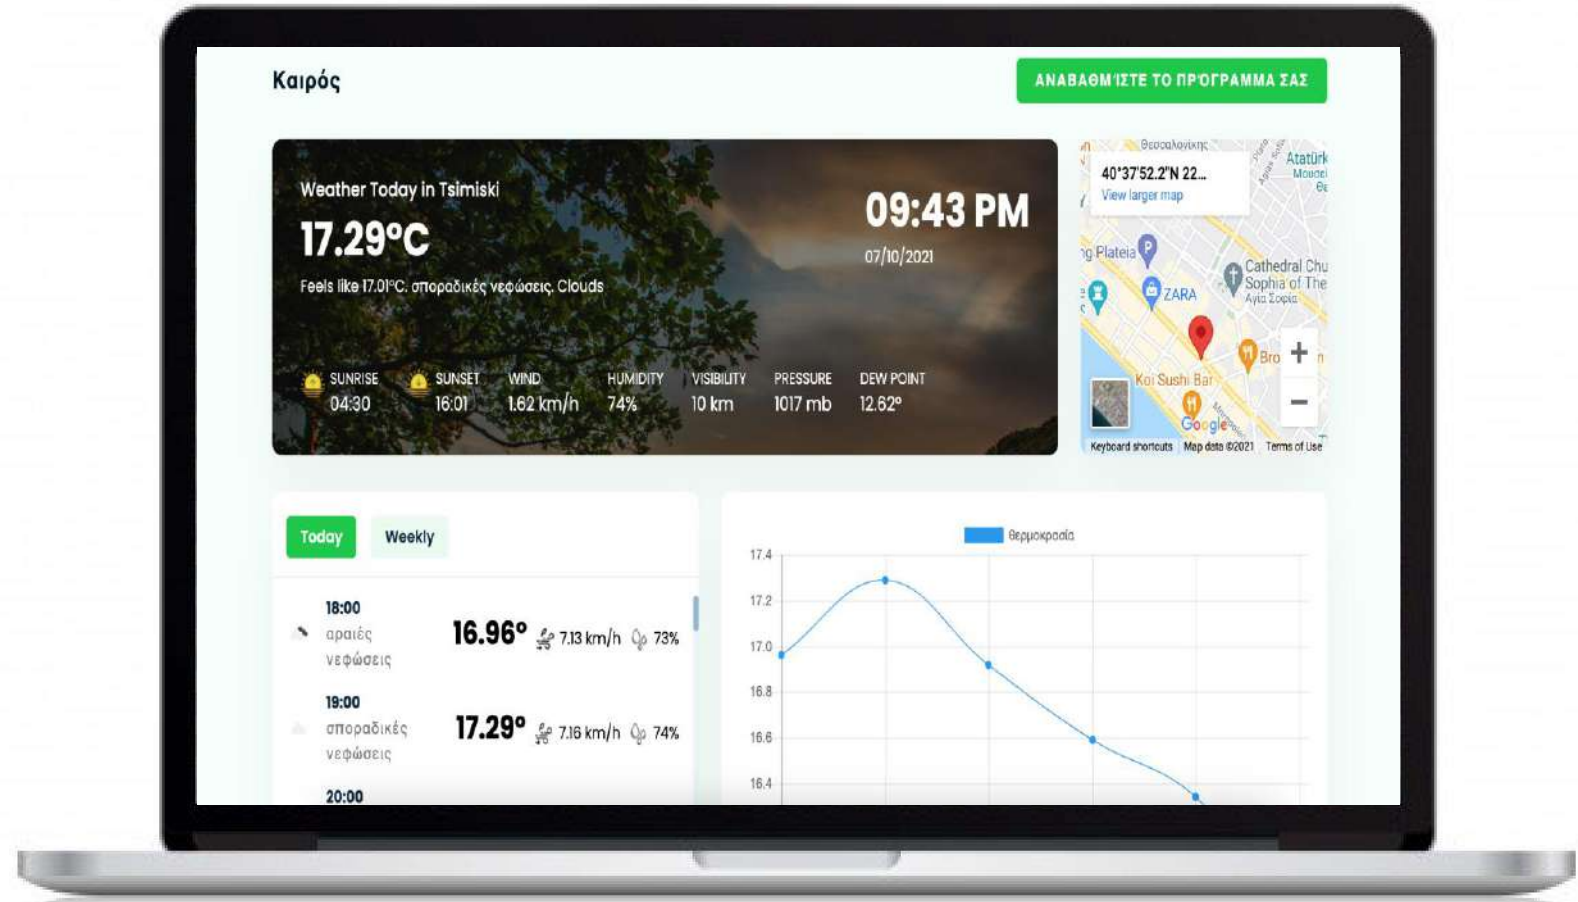 Καιρός
ΑΝΑΒΑΘΜΊΣΤΕ ΤΟ ΠΡΌΓΡΑΜΜΑ ΣΑΣ
Weather Today in Tsimiski
17.29°C
Feels like 17.01°C. σποραδικές νεφώσεις. Clouds
09:43 PM
07/10/2021
SUNRISE
04:30
SUNSET
16:01
WIND
1.62 km/h
HUMIDITY
74%
VISIBILITY
10 km
PRESSURE
1017 mb
DEW POINT
12.62°
40°37'52.2"N 22...
View larger map
Θεσσαλονίκης
Atatürk
Plateia
P
ZARA
Cathedral Chu
Sophia of The
Αγία Σοφία
Bro
Koi Sushi Bar
+
−
Google
Keyboard shortcuts
Map data ©2021
Terms of Use
Today
Weekly
18:00
αραιές
νεφώσεις
16.96°
7.13 km/h
73%
19:00
σποραδικές
νεφώσεις
17.29°
7.16 km/h
74%
20:00
θερμοκρασία
17.4
17.2
17.0
16.8
16.6
16.4